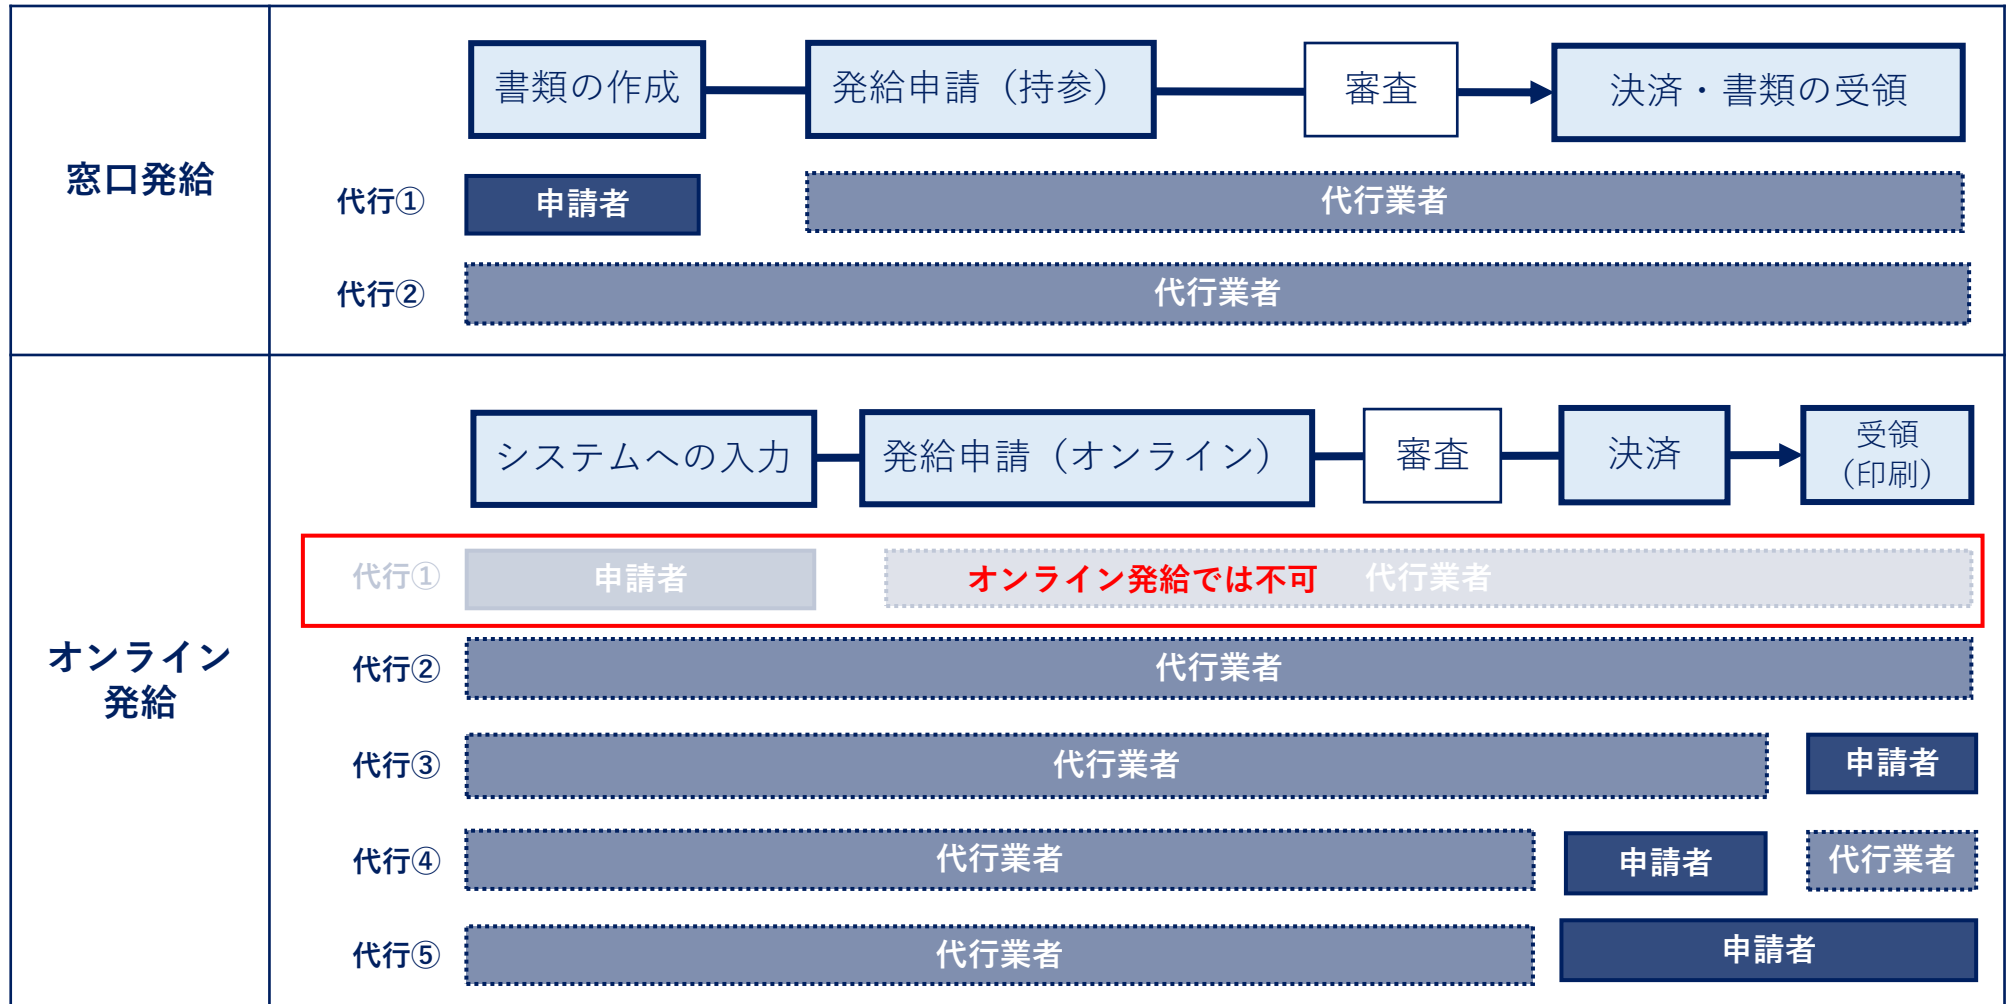 窓口発給
書類の作成
発給申請（持参）
審査
決済・書類の受領
代行①
申請者
代行業者
代行②
代行業者
オンライン
発給
システムへの入力
発給申請（オンライン）
審査
決済
受領
（印刷）
代行①
申請者
オンライン発給では不可
代行業者
代行②
代行業者
代行③
代行業者
申請者
代行④
代行業者
申請者
代行業者
代行⑤
代行業者
申請者